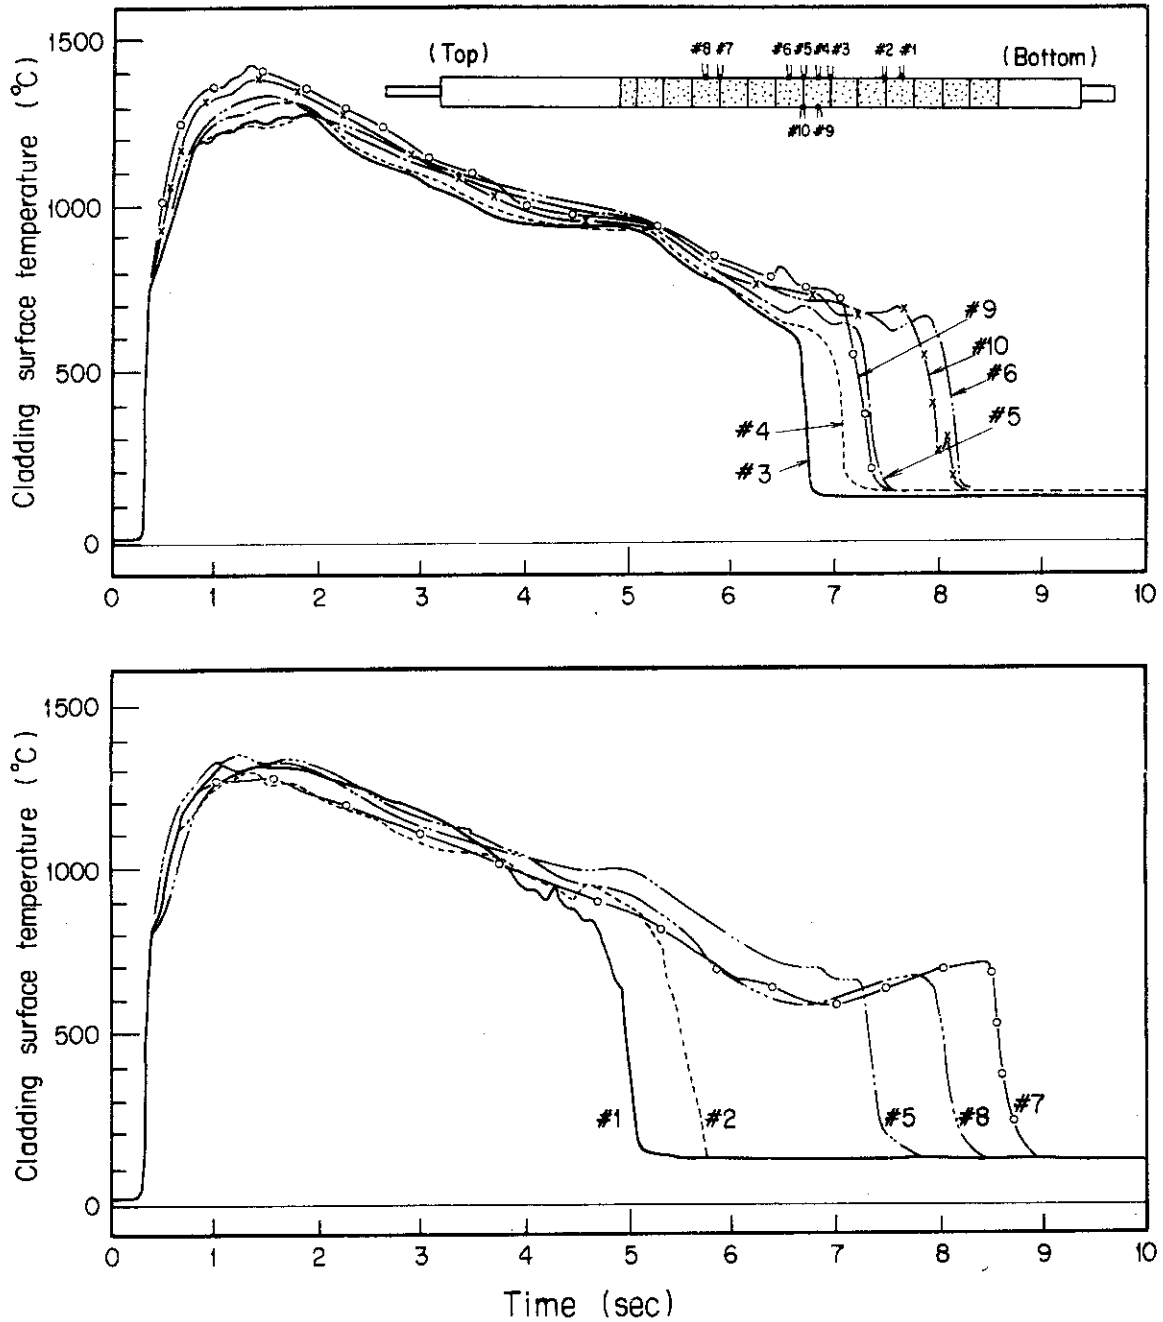 1500
1000
500
0
Cladding surface temperature (°C)
(Top)
#8 #7 #6 #5 #4 #3 #2 #1
(Bottom)
#10 #9
#9
#10
#6
#5
#4
#3
0 1 2 3 4 5 6 7 8 9 10
1500
1000
500
0
Cladding surface temperature (°C)
#1 #2 #5 #8 #7
0 1 2 3 4 5 6 7 8 9 10
Time (sec)